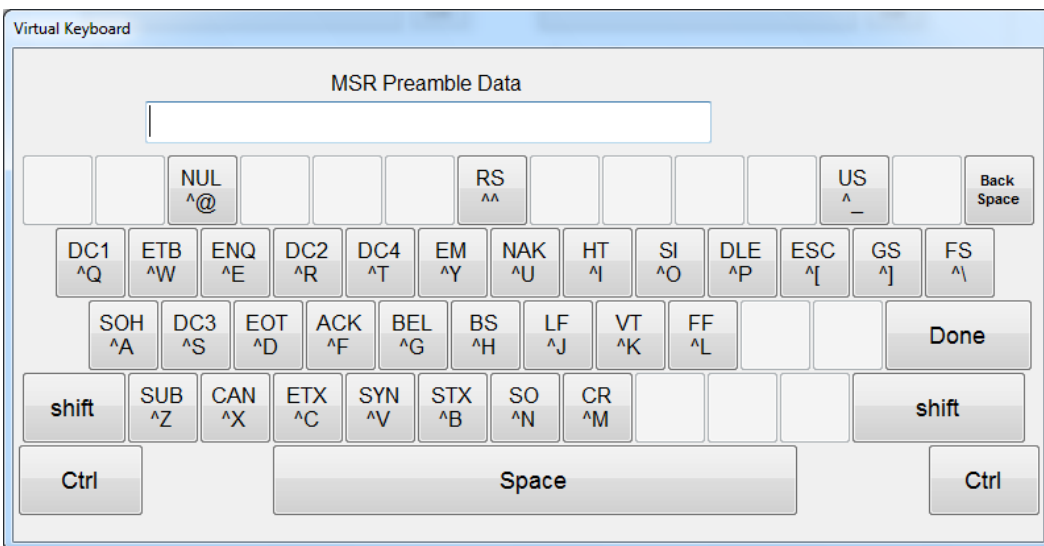 Virtual Keyboard
MSR Preamble Data
NUL RS US Back
^@ ^^ ^_ Space
DC1 ETB ENQ DC2 DC4 EM NAK HT SI DLE ESC GS FS
^Q ^W ^E ^R ^T ^Y ^U ^I ^O ^P ^[ ^] ^\
SOH DC3 EOT ACK BEL BS LF VT FF Done
^A ^S ^D ^F ^G ^H ^J ^K ^L
shift SUB CAN ETX SYN STX SO CR shift
^Z ^X ^C ^V ^B ^N ^M
Ctrl Space Ctrl